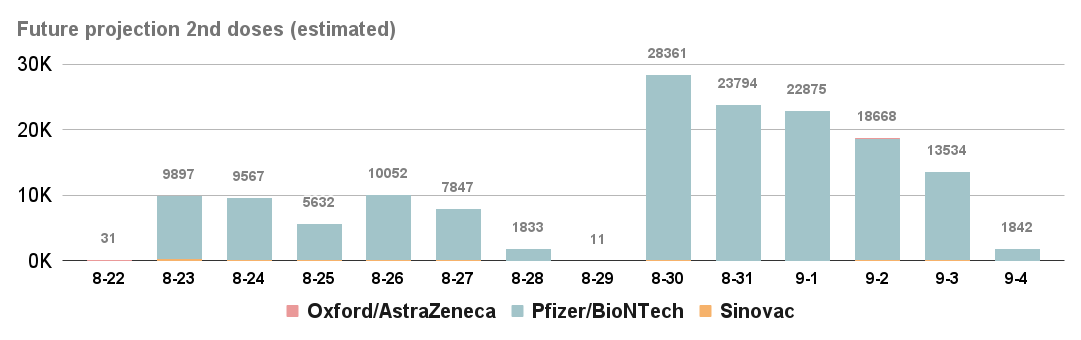 Future projection 2nd doses (estimated)
28361
30K
23794
22875
18668
20K
13534
10052
9897
9567
7847
10K
5632
1833
1842
31
11
0K
8-22 8-23 8-24 8-25 8-26 8-27 8-28 8-29 8-30 8-31 9-1 9-2 9-3 9-4
Oxford/AstraZeneca Pfizer/BioNTech Sinovac